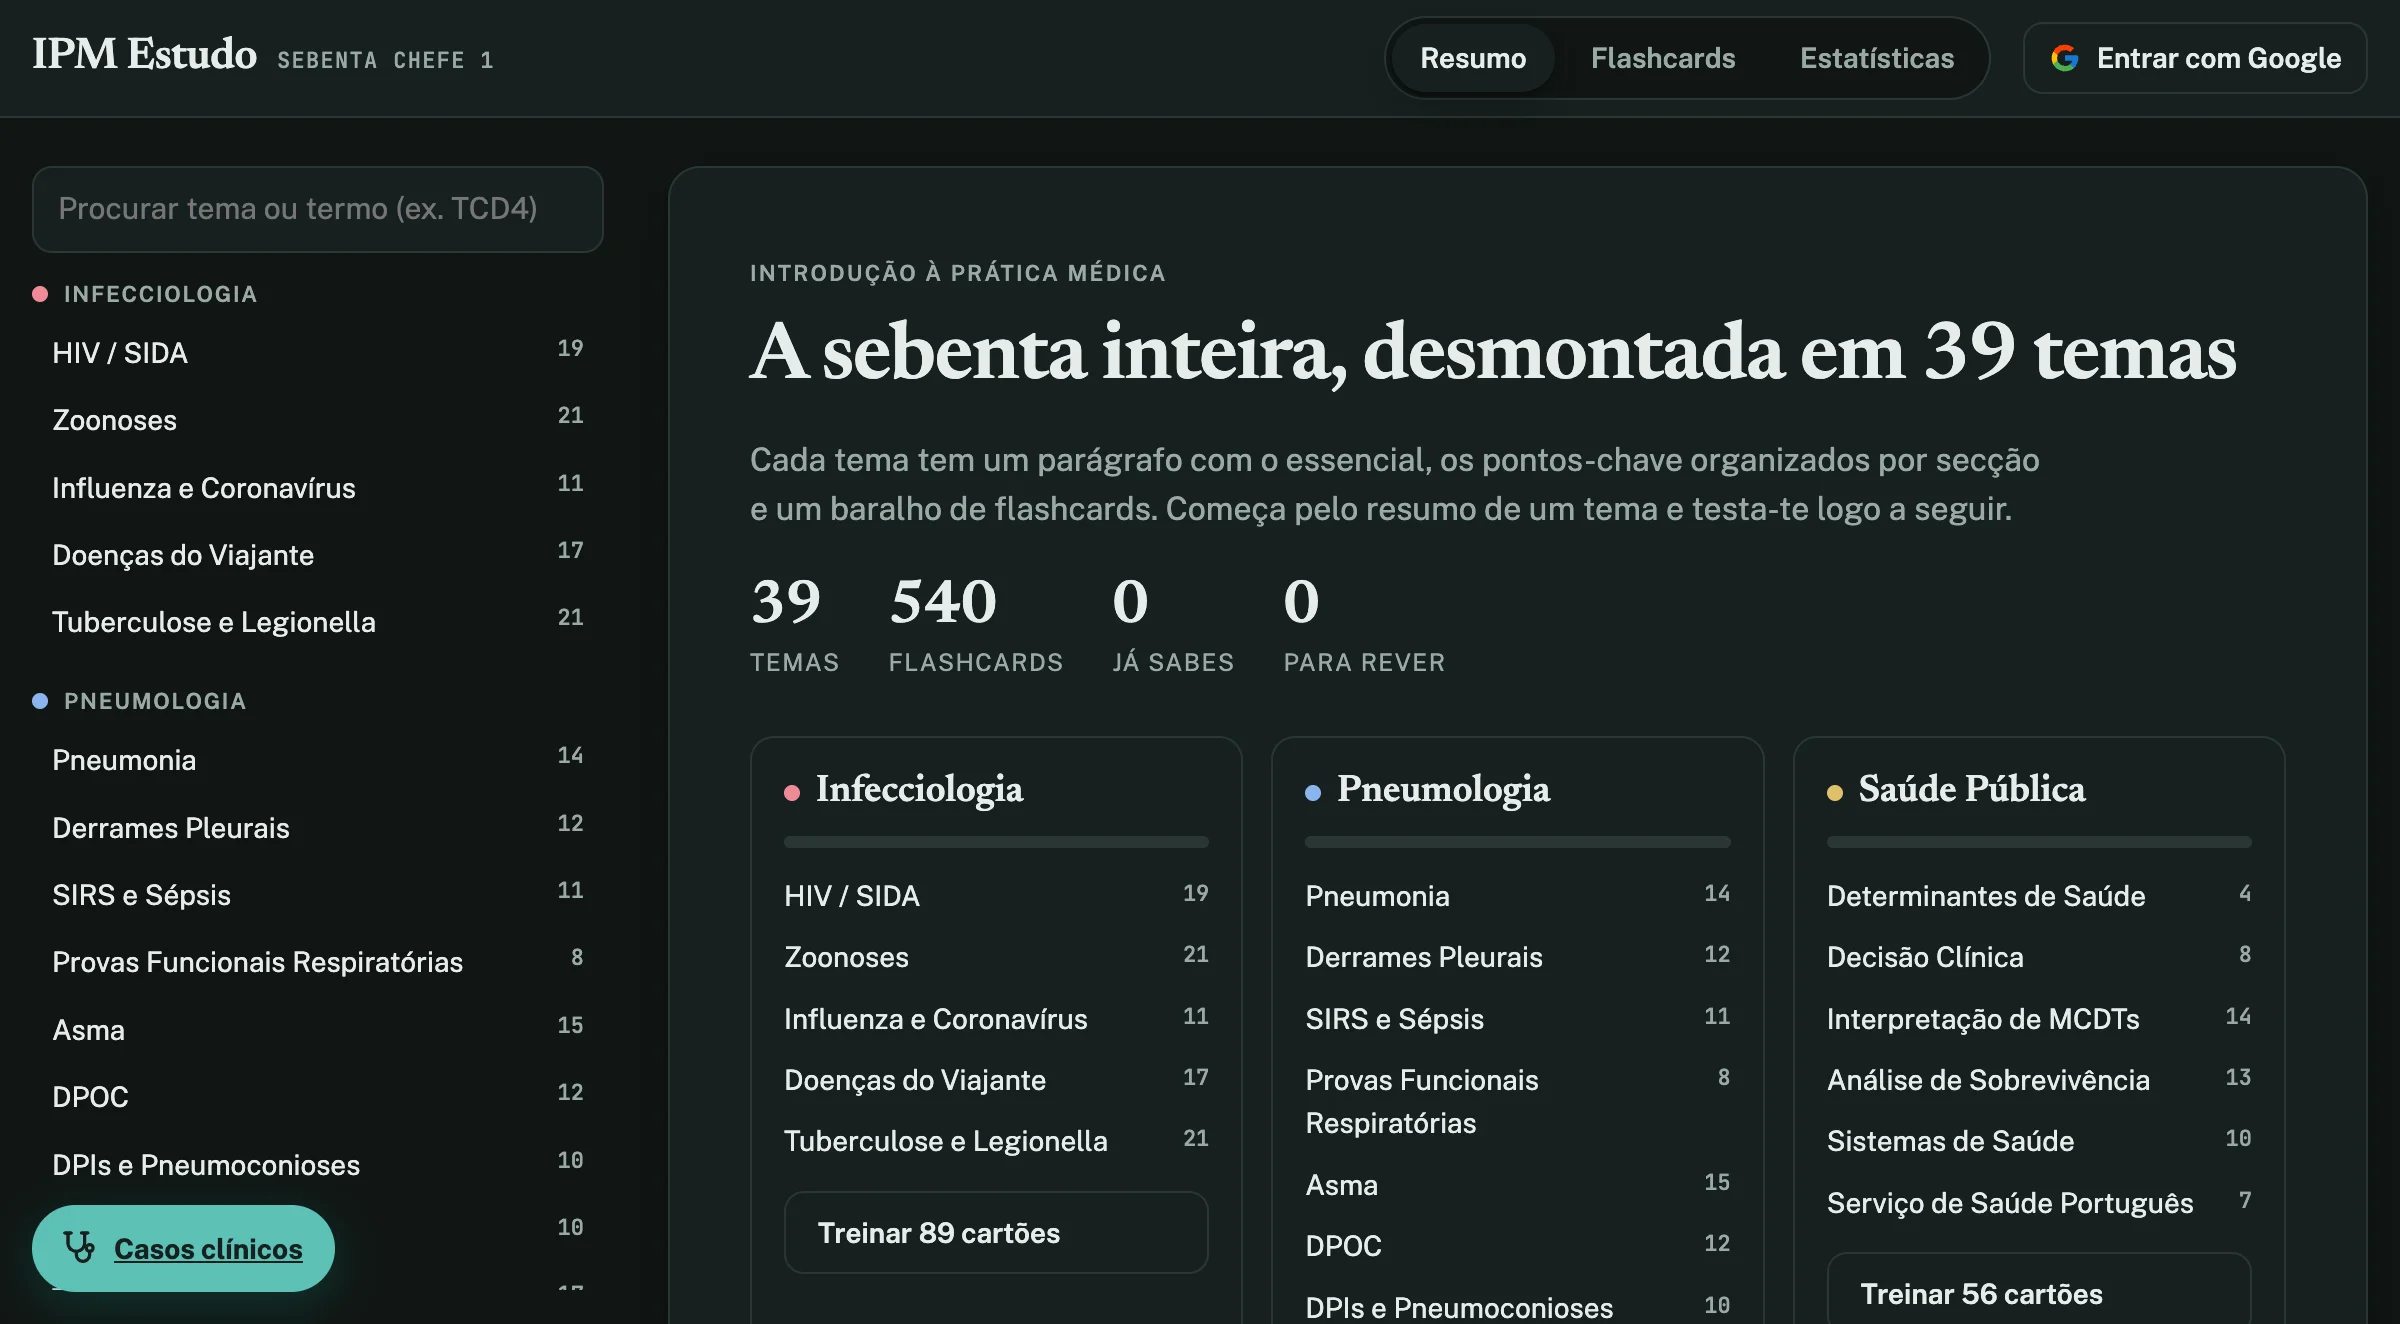 IPM Estudo SEBENTA CHEFE 1
Resumo
Flashcards
Estatísticas
Entrar com Google
Procurar tema ou termo (ex. TCD4)
INFECCIOLOGIA
HIV / SIDA 19
Zoonoses 21
Influenza e Coronavírus 11
Doenças do Viajante 17
Tuberculose e Legionella 21
PNEUMOLOGIA
Pneumonia 14
Derrames Pleurais 12
SIRS e Sépsis 11
Provas Funcionais Respiratórias 8
Asma 15
DPOC 12
DPIs e Pneumoconioses 10
10
Casos clínicos
INTRODUÇÃO À PRÁTICA MÉDICA
A sebenta inteira, desmontada em 39 temas
Cada tema tem um parágrafo com o essencial, os pontos-chave organizados por secção
e um baralho de flashcards. Começa pelo resumo de um tema e testa-te logo a seguir.
39 TEMAS
540 FLASHCARDS
0 JÁ SABES
0 PARA REVER
Infecciologia
HIV / SIDA 19
Zoonoses 21
Influenza e Coronavírus 11
Doenças do Viajante 17
Tuberculose e Legionella 21
Treinar 89 cartões
Pneumologia
Pneumonia 14
Derrames Pleurais 12
SIRS e Sépsis 11
Provas Funcionais 8
Respiratórias
Asma 15
DPOC 12
DPIs e Pneumoconioses 10
Saúde Pública
Determinantes de Saúde 4
Decisão Clínica 8
Interpretação de MCDTs 14
Análise de Sobrevivência 13
Sistemas de Saúde 10
Serviço de Saúde Português 7
Treinar 56 cartões